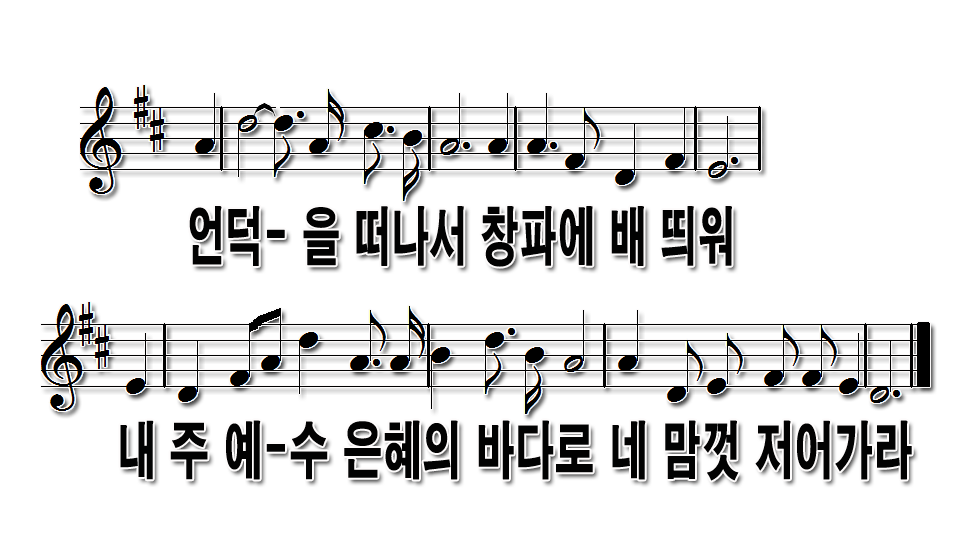 언덕- 을 떠나서 창파에 배 띄워
내 주 예-수 은혜의 바다로 네 맘껏 저어가라